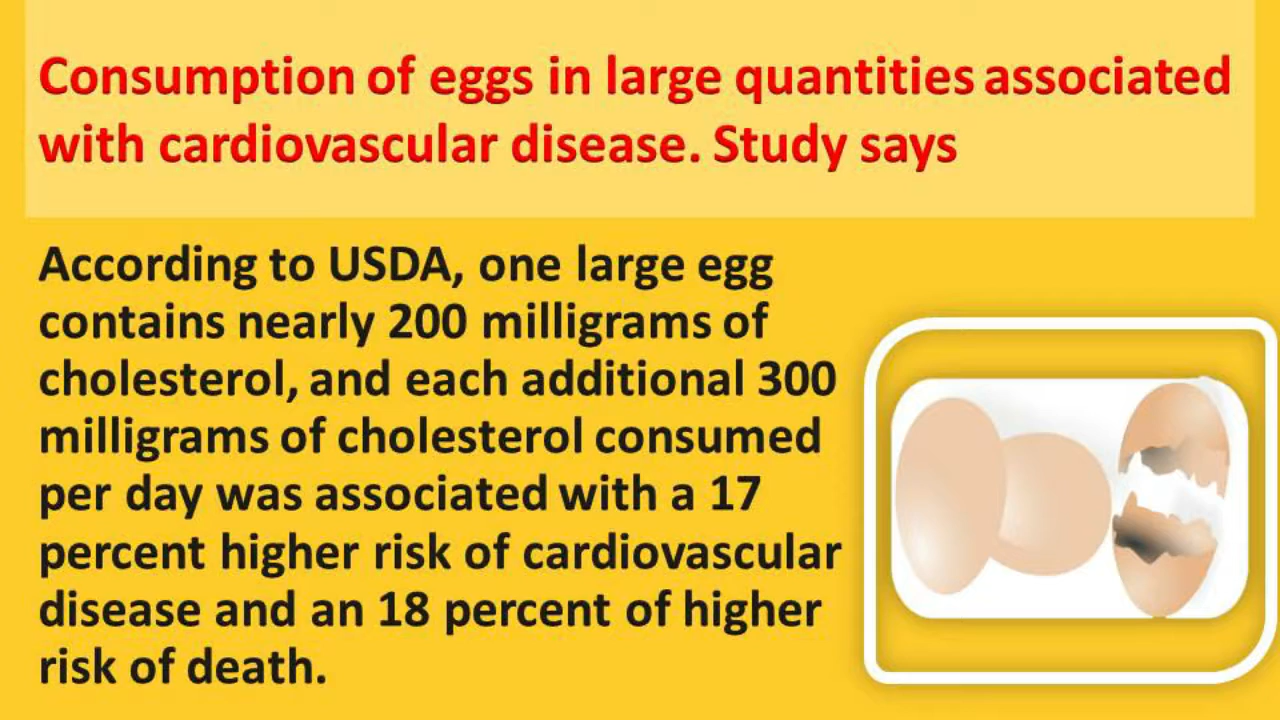 Consumption of eggs in large quantities associated
with cardiovascular disease. Study says
According to USDA, one large egg
contains nearly 200 milligrams of
cholesterol, and each additional 300
milligrams of cholesterol consumed
per day was associated with a 17
percent higher risk of cardiovascular
disease and an 18 percent of higher
risk of death.